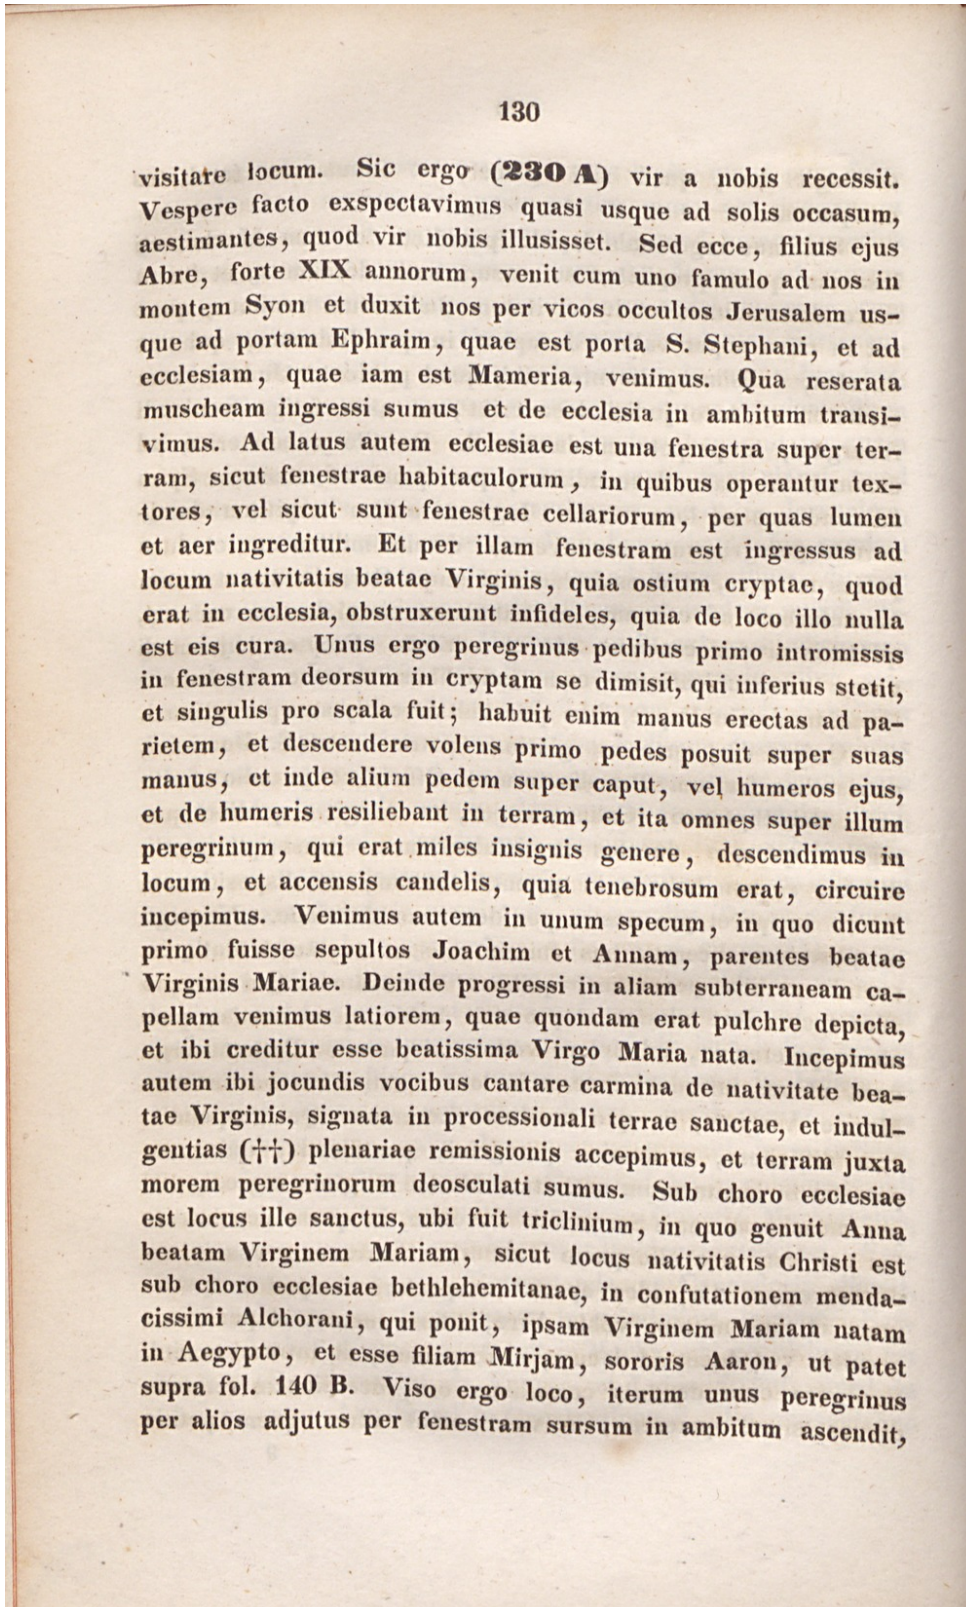 130
visitare locum. Sic ergo (230 A) vir a nobis recessit.
Vespere facto exspectavimus quasi usque ad solis occasum,
aestimantes, quod vir nobis illusisset. Sed ecce, filius ejus
Abre, forte XIX annorum, venit cum uno famulo ad nos in
montem Syon et duxit nos per vicos occultos Jerusalem us-
que ad portam Ephraim, quae est porta S. Stephani, et ad
ecclesiam, quae iam est Mameria, venimus. Qua reserata
muscheam ingressi sumus et de ecclesia in ambitum transi-
vimus. Ad latus autem ecclesiae est una fenestra super ter-
ram, sicut fenestrae habitaculorum, in quibus operantur tex-
tores, vel sicut sunt fenestrae cellariorum, per quas lumen
et aer ingreditur. Et per illam fenestram est ingressus ad
locum nativitatis beatae Virginis, quia ostium cryptae, quod
erat in ecclesia, obstruxerunt infideles, quia de loco illo nulla
est eis cura. Unus ergo peregrinus pedibus primo intromissis
in fenestram deorsum in cryptam se dimisit, qui inferius stetit,
et singulis pro scala fuit; habuit enim manus erectas ad pa-
rietem, et descendere volens primo pedes posuit super suas
manus, et inde alium pedem super caput, vel humeros ejus,
et de humeris resiliebant in terram, et ita omnes super illum
peregrinum, qui erat miles insignis genere, descendimus in
locum, et accensis candelis, quia tenebrosum erat, circuire
incepimus. Venimus autem in unum specum, in quo dicunt
primo fuisse sepultos Joachim et Annam, parentes beatae
Virginis Mariae. Deinde progressi in aliam subterraneam ca-
pellam venimus latiorem, quae quondam erat pulchre depicta,
et ibi creditur esse beatissima Virgo Maria nata. Incepimus
autem ibi jocundis vocibus cantare carmina de nativitate bea-
tae Virginis, signata in processionali terrae sanctae, et indul-
gentias (††) plenariae remissionis accepimus, et terram juxta
morem peregrinorum deosculati sumus. Sub choro ecclesiae
est locus ille sanctus, ubi fuit triclinium, in quo genuit Anna
beatam Virginem Mariam, sicut locus nativitatis Christi est
sub choro ecclesiae bethlehemitanae, in confutationem menda-
cissimi Alchorani, qui ponit, ipsam Virginem Mariam natam
in Aegypto, et esse filiam Mirjam, sororis Aaron, ut patet
supra fol. 140 B. Viso ergo loco, iterum unus peregrinus
per alios adjutus per fenestram sursum in ambitum ascendit,